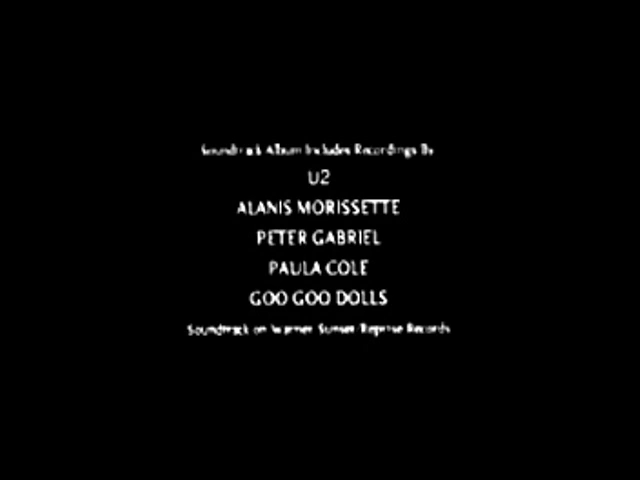 Soundtrack Album Includes Recordings By
U2
ALANIS MORISSETTE
PETER GABRIEL
PAULA COLE
GOO GOO DOLLS
Soundtrack on Warner Sunset/Reprise Records